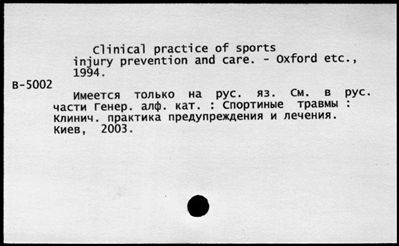 Clinical practice of sports
injury prevention and care. - Oxford etc.,
1994.
B-5002
Имеется только на рус. яз. См. в рус.
части Генер. алф. кат. : Спортиные травмы :
Клинич. практика предупреждения и лечения.
Киев, 2003.